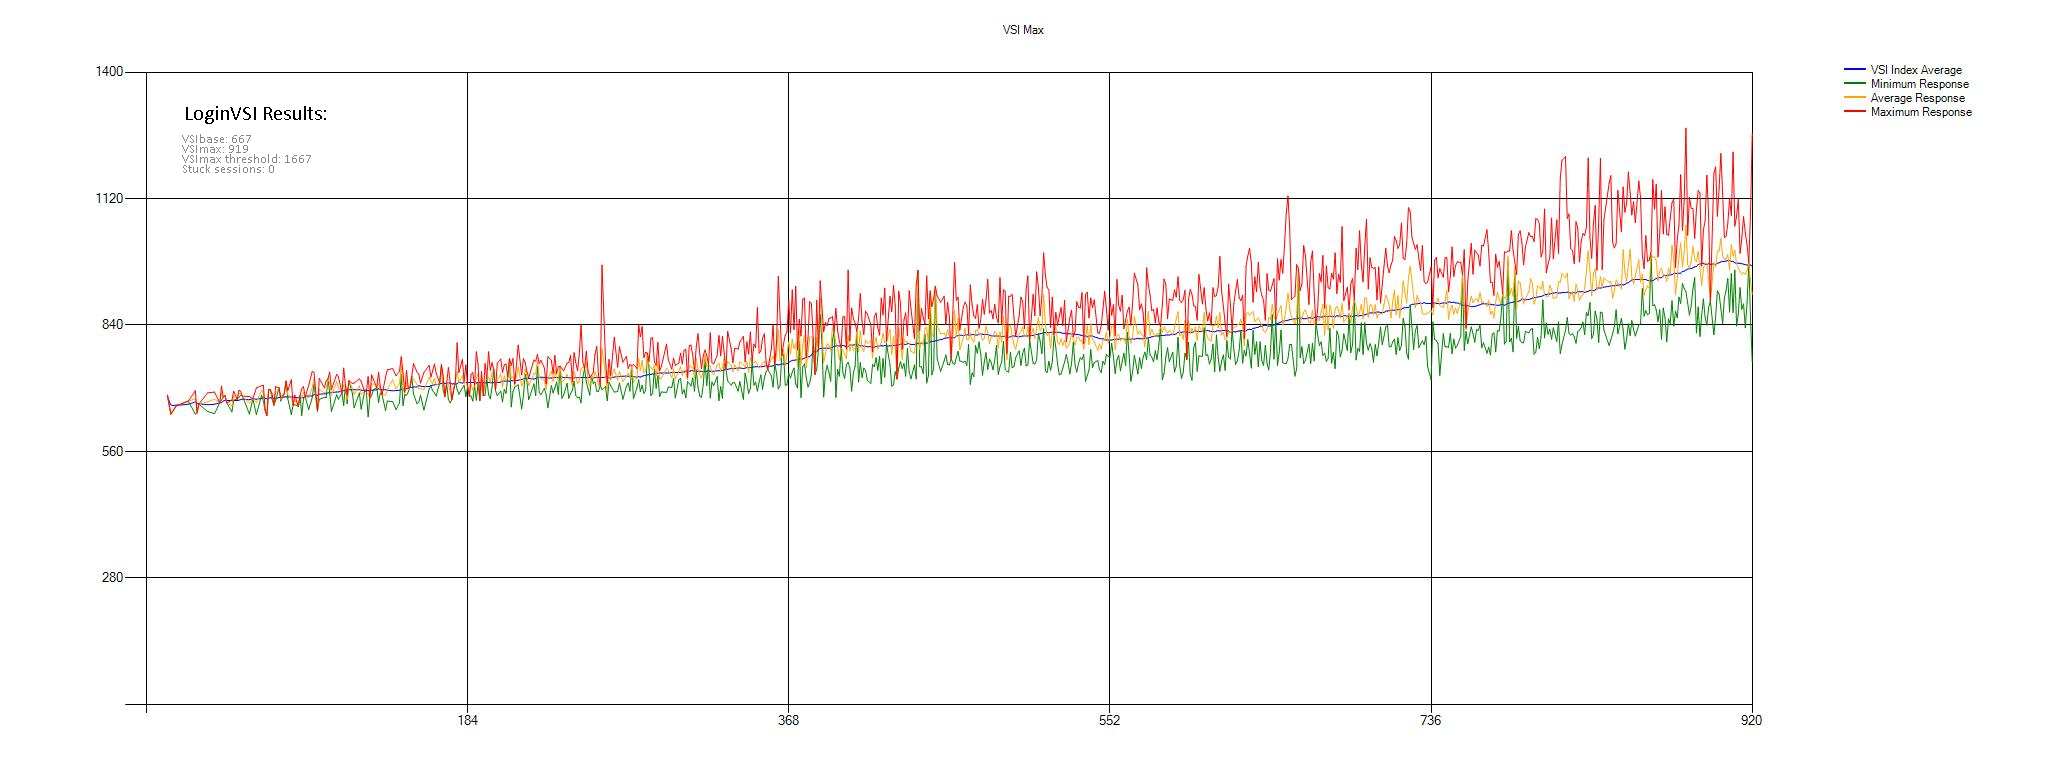 VSI Max
1400
1120
840
560
280
184
368
552
736
920
LoginVSI Results:
VSIbase: 667
VSImax: 919
VSImax threshold: 1667
Stuck sessions: 0
VSI Index Average
Minimum Response
Average Response
Maximum Response